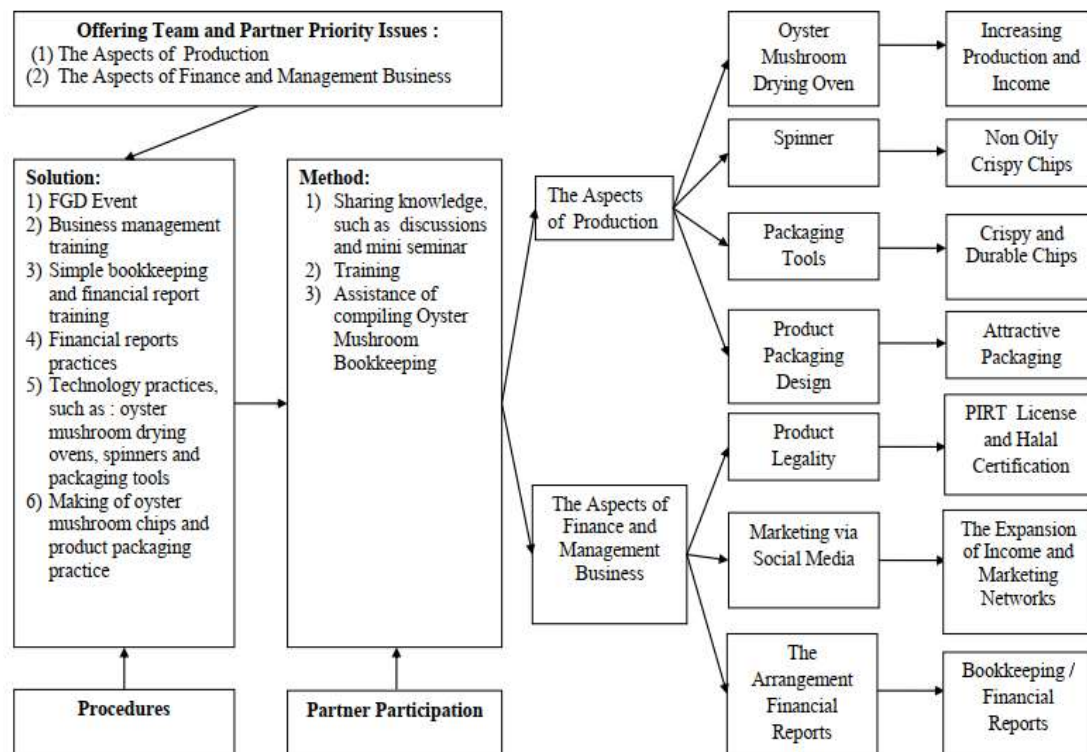 Offering Team and Partner Priority Issues :
(1) The Aspects of Production
(2) The Aspects of Finance and Management Business
Solution:
1) FGD Event
2) Business management
training
3) Simple bookkeeping
and financial report
training
4) Financial reports
practices
5) Technology practices,
such as : oyster
mushroom drying
ovens, spinners and
packaging tools
6) Making of oyster
mushroom chips and
product packaging
practice
Procedures
Method:
1) Sharing knowledge,
such as discussions
and mini seminar
2) Training
3) Assistance of
compiling Oyster
Mushroom
Bookkeeping
Partner Participation
The Aspects
of Production
The Aspects of
Finance and
Management
Business
Oyster
Mushroom
Drying Oven
Increasing
Production and
Income
Spinner
Non Oily
Crispy Chips
Packaging
Tools
Crispy and
Durable Chips
Product
Packaging
Design
Attractive
Packaging
Product
Legality
PIRT License
and Halal
Certification
Marketing via
Social Media
The Expansion
of Income and
Marketing
Networks
The
Arrangement
Financial
Reports
Bookkeeping /
Financial
Reports